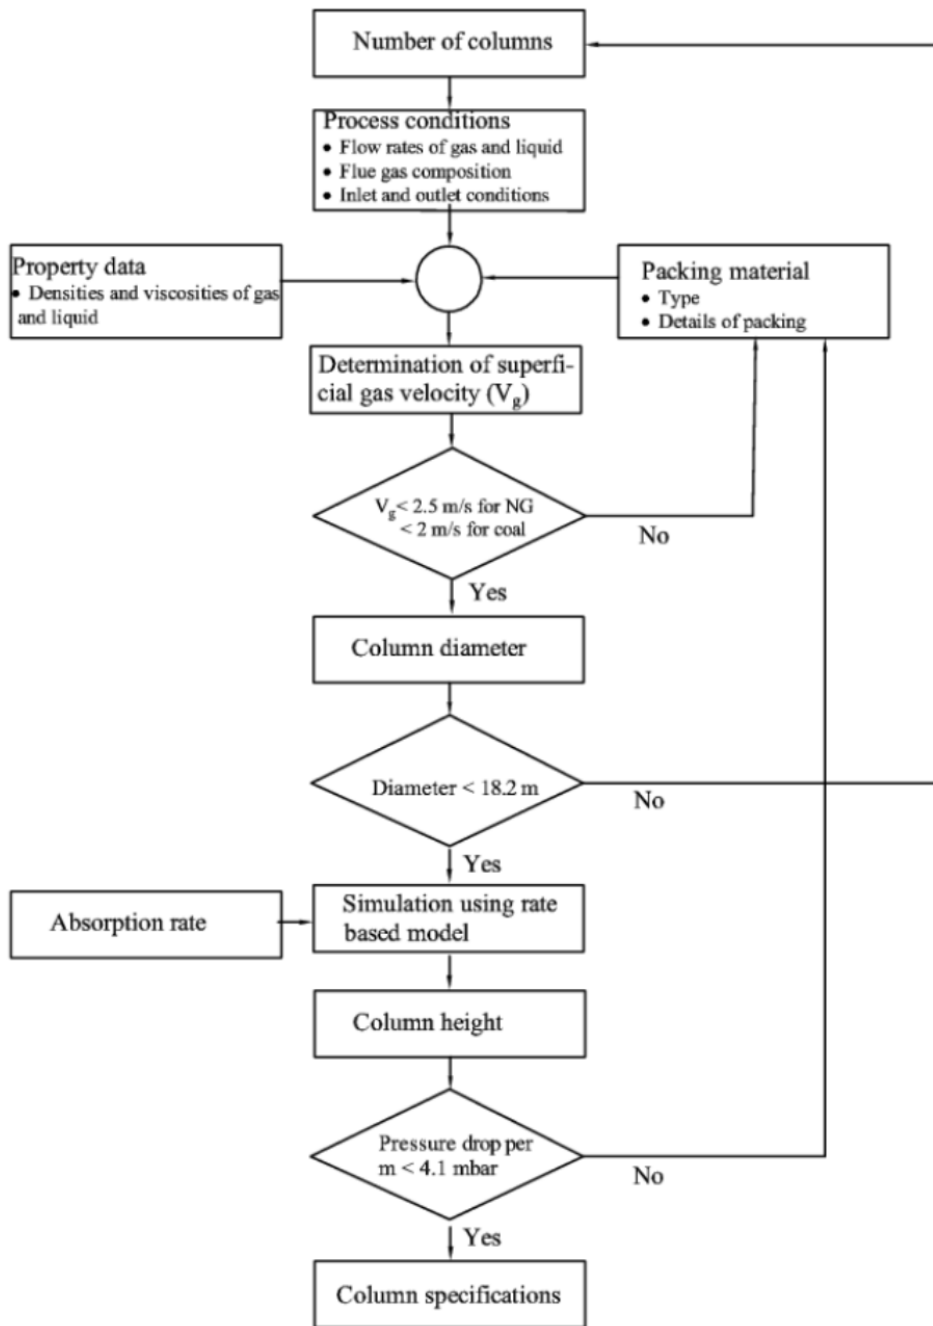 Number of columns
Process conditions
• Flow rates of gas and liquid
• Flue gas composition
• Inlet and outlet conditions
Property data
• Densities and viscosities of gas
and liquid
Packing material
• Type
• Details of packing
Determination of superfi-
cial gas velocity (Vg)
Vg< 2.5 m/s for NG
< 2 m/s for coal
No
Yes
Column diameter
Diameter < 18.2 m
No
Yes
Absorption rate
Simulation using rate
based model
Column height
Pressure drop per
m < 4.1 mbar
No
Yes
Column specifications